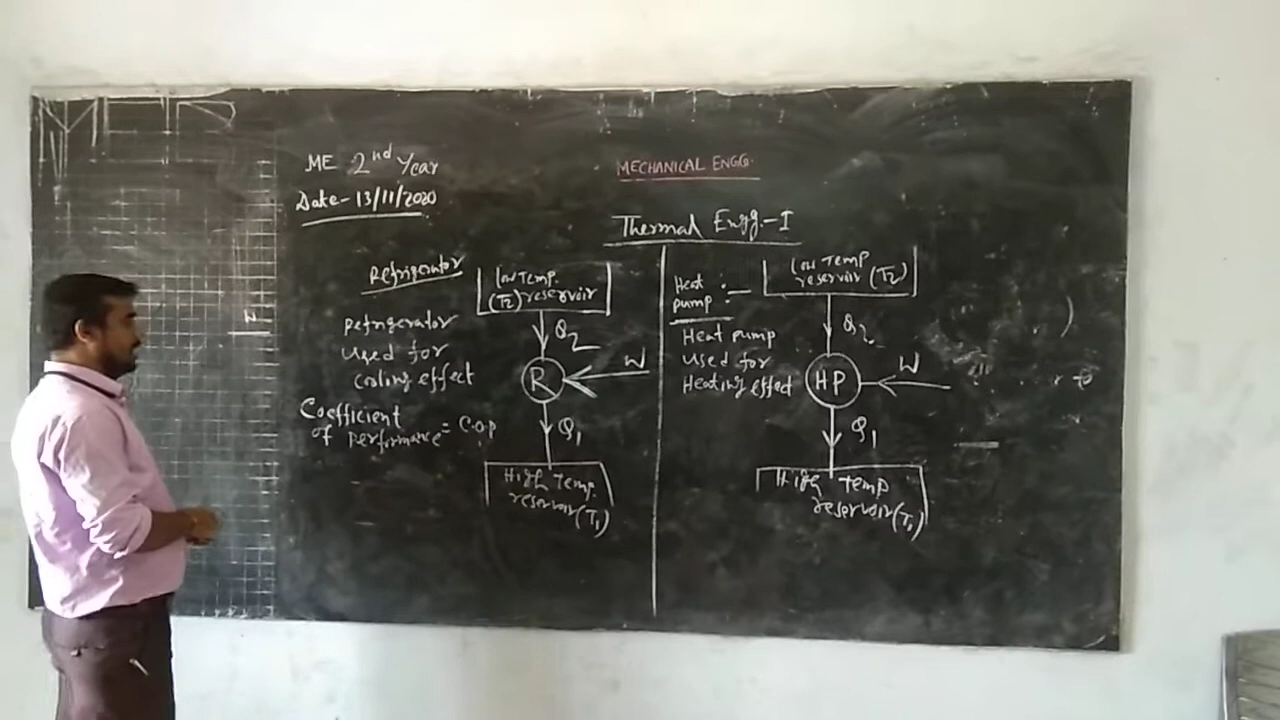 ME 2nd Year
Date-13/11/2020
MECHANICAL ENGG.
Thermal Engg.-I
Refrigerator
Low Temp.
(T2) reservoir
Refrigerator
Used for
cooling effect
Coefficient
of Performance = C.O.P
Q2
W
R
Q1
High Temp.
reservoir (T1)
Heat
pump :-
Low Temp
reservoir (T2)
Heat pump
Used for
Heating effect
Q2
W
HP
Q1
High Temp
reservoir (T1)